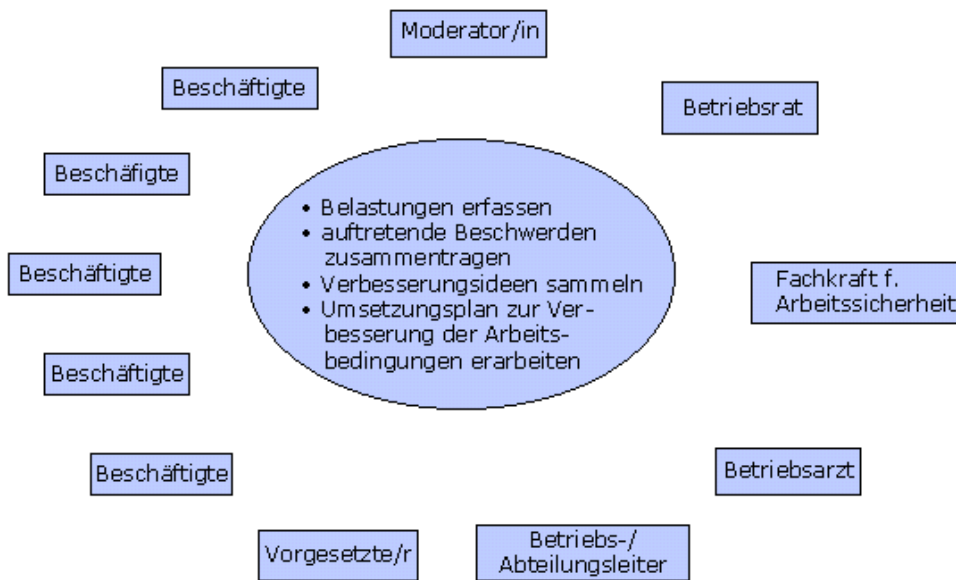 Moderator/in
Beschäftigte
Betriebsrat
Beschäfigte
• Belastungen erfassen
• auftretende Beschwerden
zusammentragen
• Verbesserungsideen sammeln
• Umsetzungsplan zur Ver-
besserung der Arbeits-
bedingungen erarbeiten
Beschäftigte
Fachkraft f.
Arbeitssicherheit
Beschäftigte
Beschäftigte
Betriebsarzt
Vorgesetzte/r
Betriebs-/
Abteilungsleiter